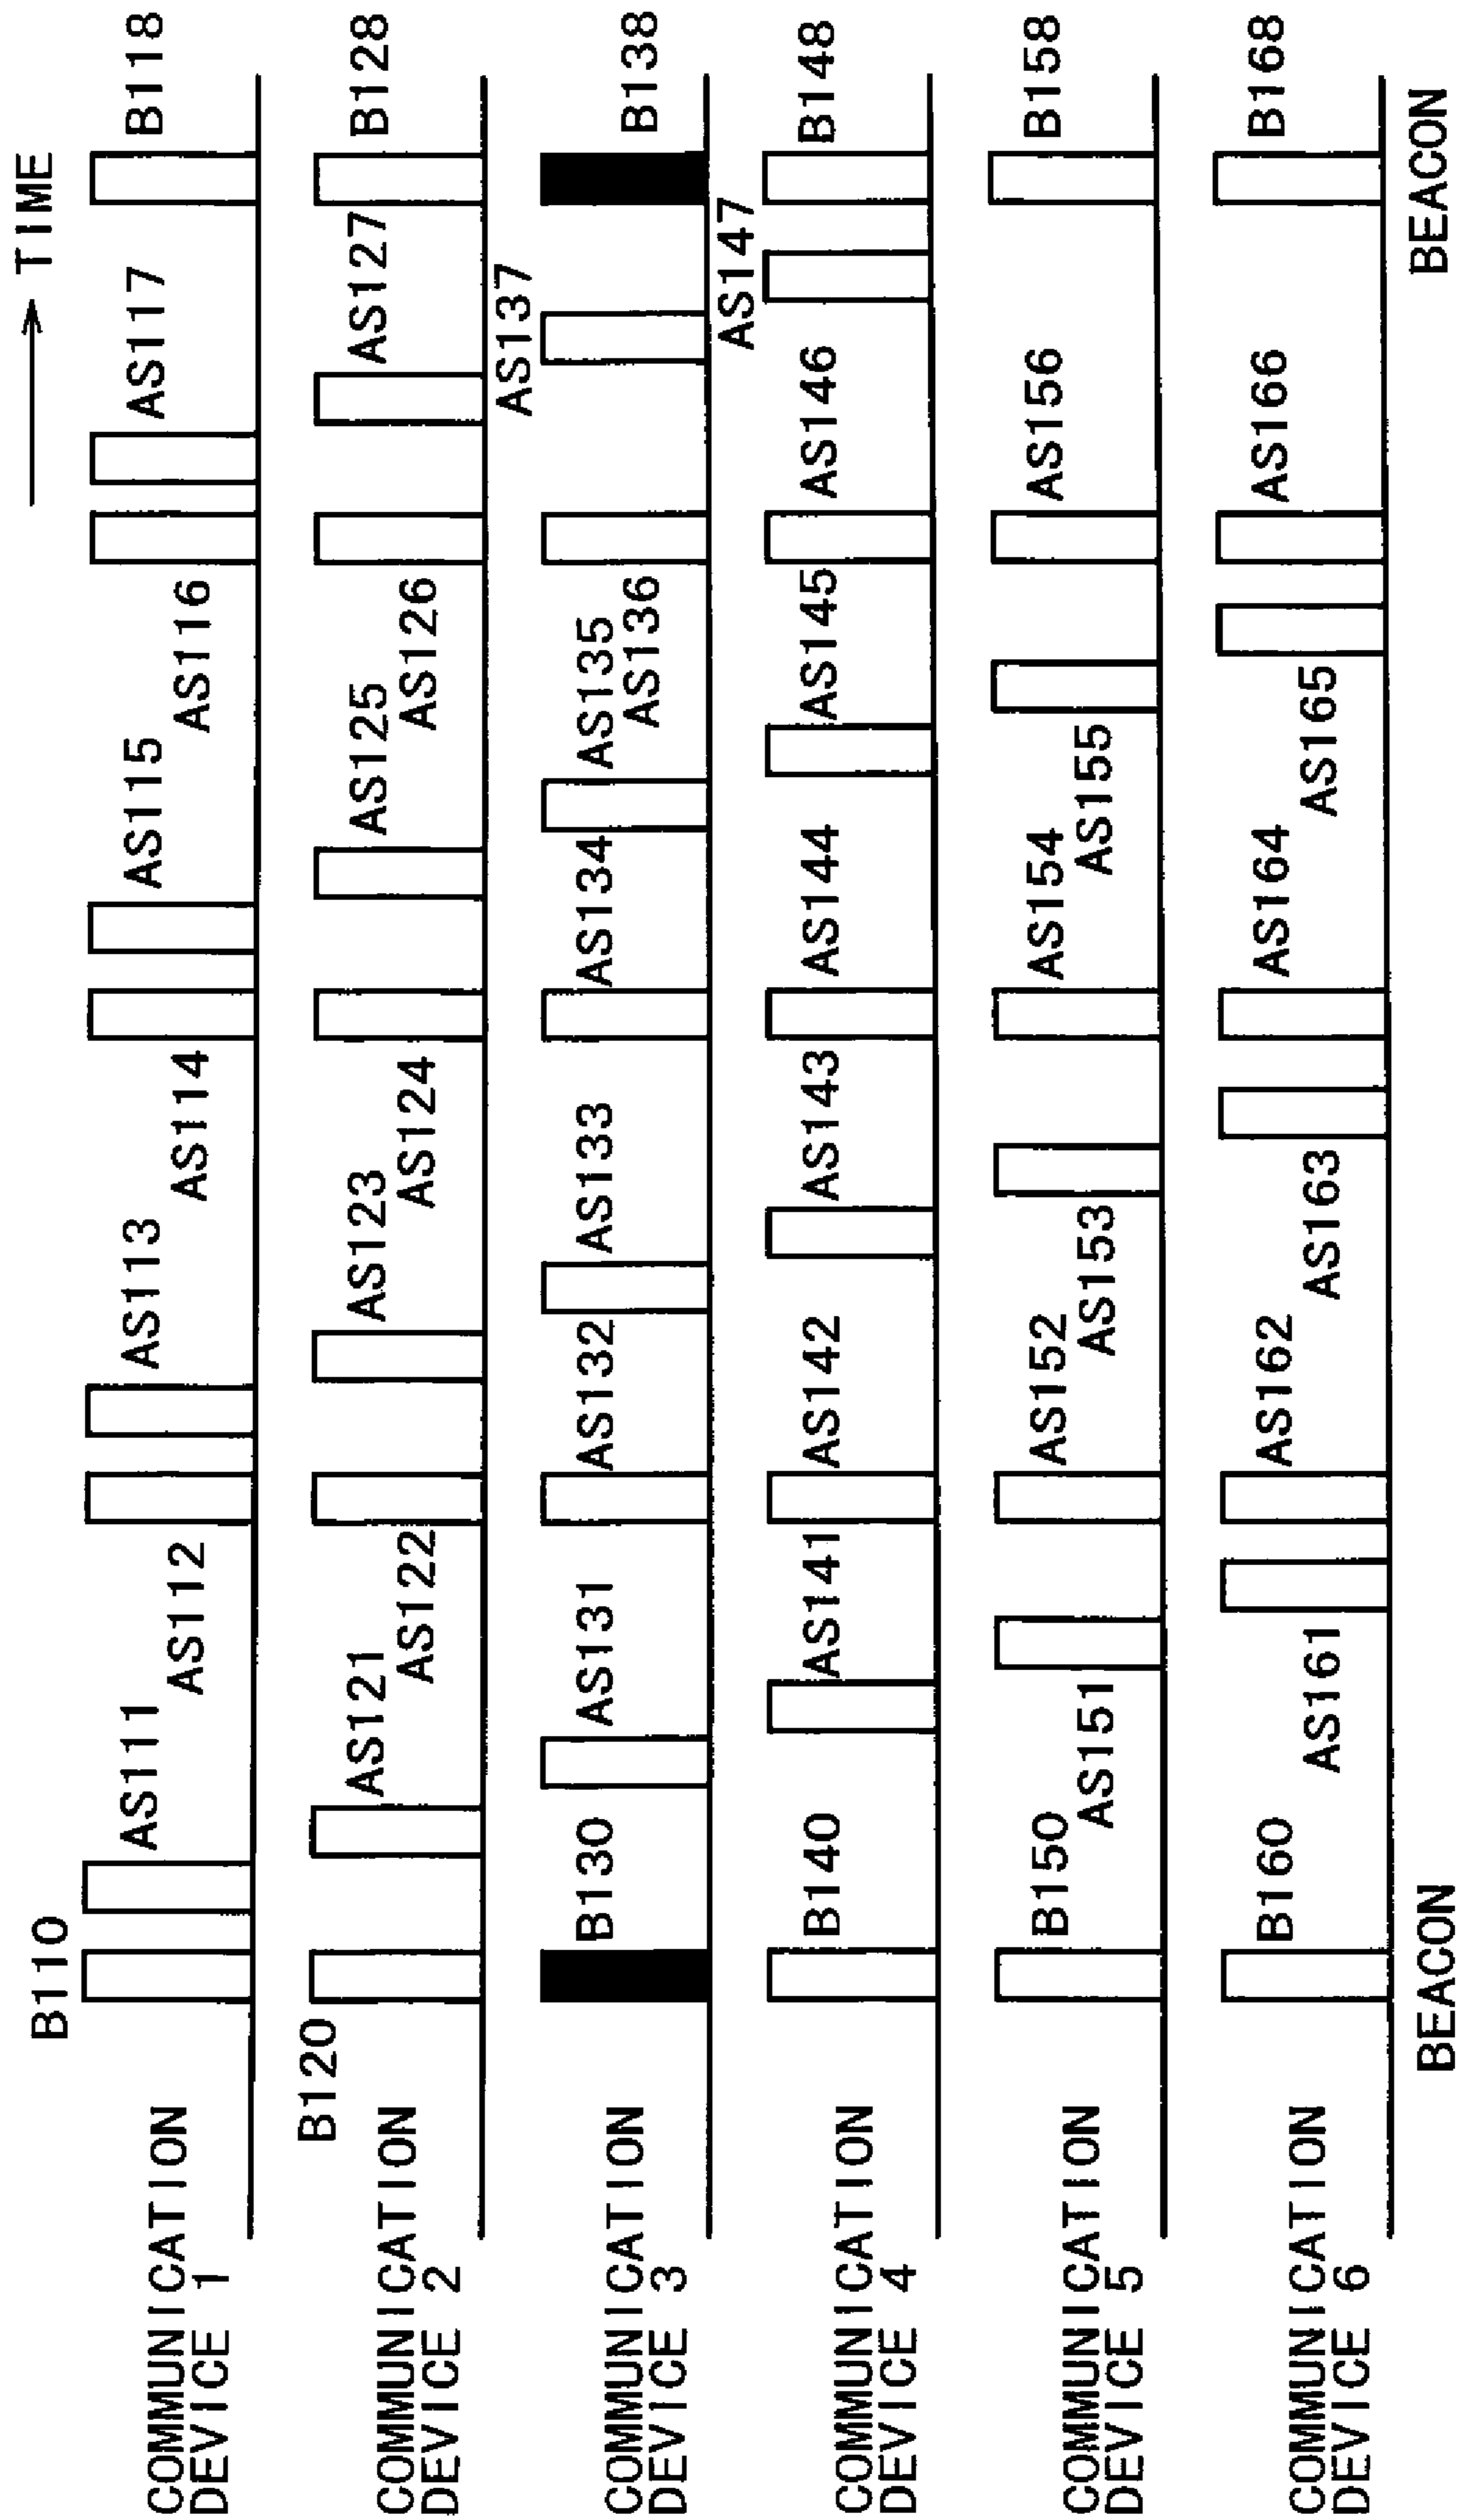 TIME
B110
AS111
AS112
AS113
AS114
AS115
AS116
AS117
B118
COMMUNICATION
DEVICE 1
B120
AS121
AS122
AS123
AS124
AS125
AS126
AS127
B128
COMMUNICATION
DEVICE 2
B130
AS131
AS132
AS133
AS134
AS135
AS136
AS137
B138
COMMUNICATION
DEVICE 3
B140
AS141
AS142
AS143
AS144
AS145
AS146
AS147
B148
COMMUNICATION
DEVICE 4
B150
AS151
AS152
AS153
AS154
AS155
AS156
B158
COMMUNICATION
DEVICE 5
B160
AS161
AS162
AS163
AS164
AS165
AS166
B168
COMMUNICATION
DEVICE 6
BEACON
BEACON